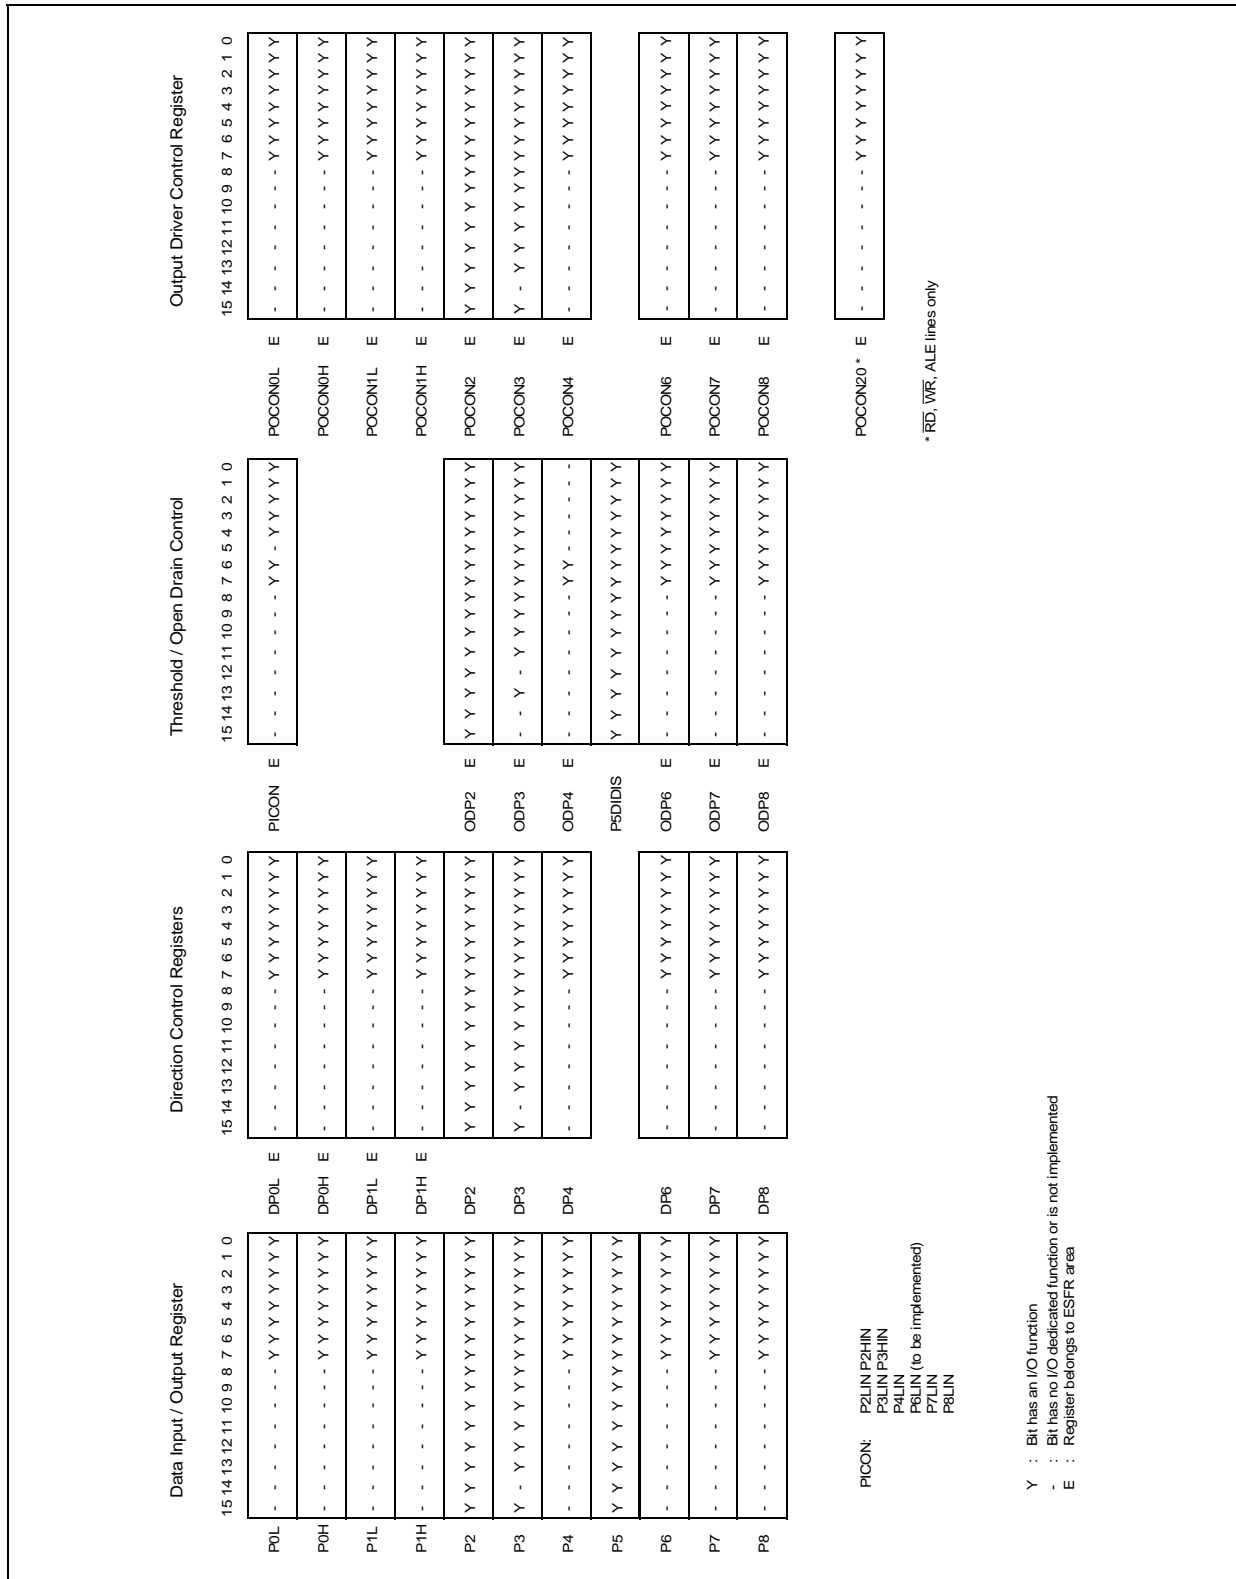 Data Input / Output Register
15 14 13 12 11 10 9 8 7 6 5 4 3 2 1 0
P0L - - - - - - - - Y Y Y Y Y Y Y Y
P0H - - - - - - - - Y Y Y Y Y Y Y Y
P1L - - - - - - - - Y Y Y Y Y Y Y Y
P1H - - - - - - - - Y Y Y Y Y Y Y Y
P2 Y Y Y Y Y Y Y Y Y Y Y Y Y Y Y Y
P3 Y - Y Y Y Y Y Y Y Y Y Y Y Y Y Y
P4 - - - - - - - - Y Y Y Y Y Y Y Y
P5 Y Y Y Y Y Y Y Y Y Y Y Y Y Y Y Y
P6 - - - - - - - - Y Y Y Y Y Y Y Y
P7 - - - - - - - - Y Y Y Y Y Y Y Y
P8 - - - - - - - - Y Y Y Y Y Y Y Y
Direction Control Registers
15 14 13 12 11 10 9 8 7 6 5 4 3 2 1 0
DP0L E - - - - - - - - Y Y Y Y Y Y Y Y
DP0H E - - - - - - - - Y Y Y Y Y Y Y Y
DP1L E - - - - - - - - Y Y Y Y Y Y Y Y
DP1H E - - - - - - - - Y Y Y Y Y Y Y Y
DP2 Y Y Y Y Y Y Y Y Y Y Y Y Y Y Y Y
DP3 Y - Y Y Y Y Y Y Y Y Y Y Y Y Y Y
DP4 - - - - - - - - Y Y Y Y Y Y Y Y
DP6 - - - - - - - - Y Y Y Y Y Y Y Y
DP7 - - - - - - - - Y Y Y Y Y Y Y Y
DP8 - - - - - - - - Y Y Y Y Y Y Y Y
Threshold / Open Drain Control
15 14 13 12 11 10 9 8 7 6 5 4 3 2 1 0
PICON E - - - - - - - - Y Y - Y Y Y Y Y
ODP2 E Y Y Y Y Y Y Y Y Y Y Y Y Y Y Y Y
ODP3 E - - Y - Y Y Y Y Y Y Y Y Y Y Y Y
ODP4 E - - - - - - - - Y Y - - - - - -
P5DIDIS Y Y Y Y Y Y Y Y Y Y Y Y Y Y Y Y
ODP6 E - - - - - - - - Y Y Y Y Y Y Y Y
ODP7 E - - - - - - - - Y Y Y Y Y Y Y Y
ODP8 E - - - - - - - - Y Y Y Y Y Y Y Y
Output Driver Control Register
15 14 13 12 11 10 9 8 7 6 5 4 3 2 1 0
POCON0L E - - - - - - - - Y Y Y Y Y Y Y Y
POCON0H E - - - - - - - - Y Y Y Y Y Y Y Y
POCON1L E - - - - - - - - Y Y Y Y Y Y Y Y
POCON1H E - - - - - - - - Y Y Y Y Y Y Y Y
POCON2 E Y Y Y Y Y Y Y Y Y Y Y Y Y Y Y Y
POCON3 E Y - Y Y Y Y Y Y Y Y Y Y Y Y Y Y
POCON4 E - - - - - - - - Y Y Y Y Y Y Y Y
POCON6 E - - - - - - - - Y Y Y Y Y Y Y Y
POCON7 E - - - - - - - - Y Y Y Y Y Y Y Y
POCON8 E - - - - - - - - Y Y Y Y Y Y Y Y
POCON20 * E - - - - - - - - Y Y Y Y Y Y Y Y
* RD, WR, ALE lines only
PICON: P2LIN P2HIN
P3LIN P3HIN
P4LIN
P6LIN (to be implemented)
P7LIN
P8LIN
Y : Bit has an I/O function
- : Bit has no I/O dedicated function or is not implemented
E : Register belongs to ESFR area